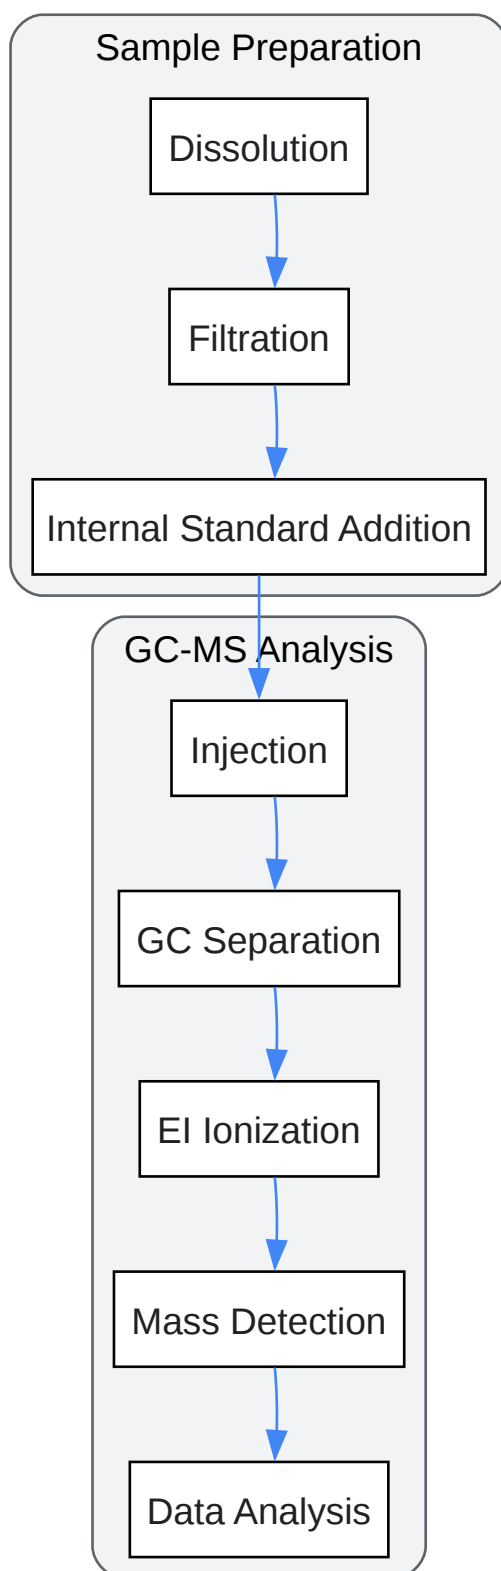 Sample Preparation
Dissolution
Filtration
Internal Standard Addition
GC-MS Analysis
Injection
GC Separation
EI Ionization
Mass Detection
Data Analysis